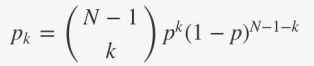 p_k = \binom{N-1}{k} p^k (1-p)^{N-1-k}